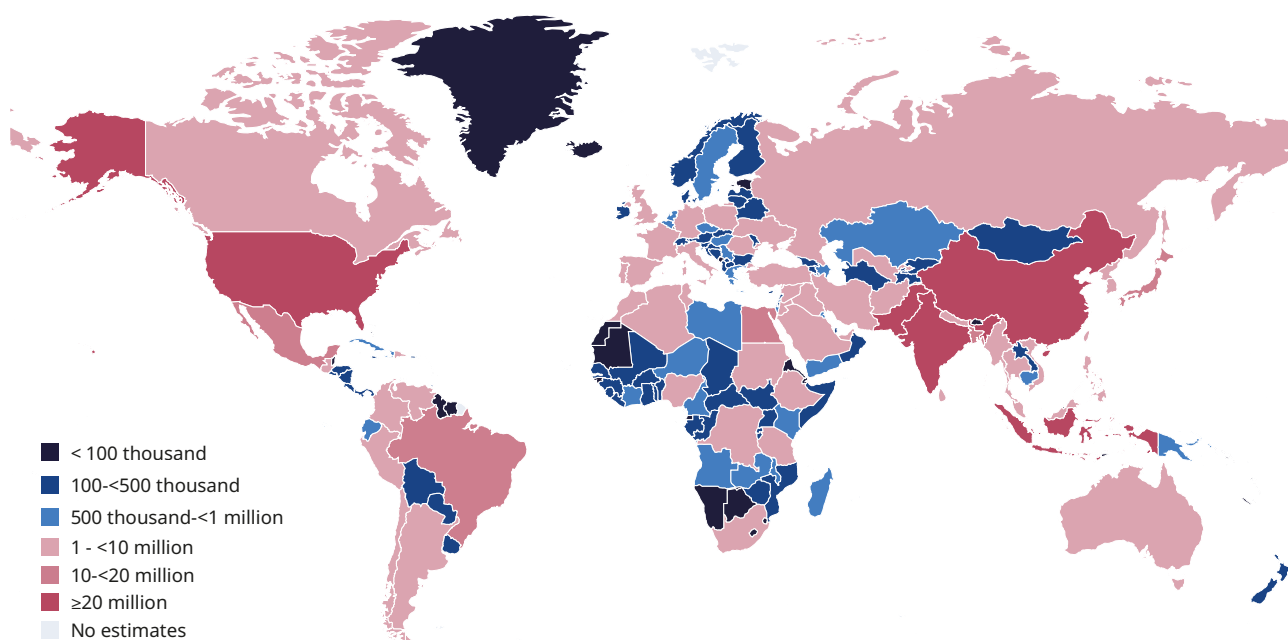 < 100 thousand
100-<500 thousand
500 thousand-<1 million
1 - <10 million
10-<20 million
≥20 million
No estimates